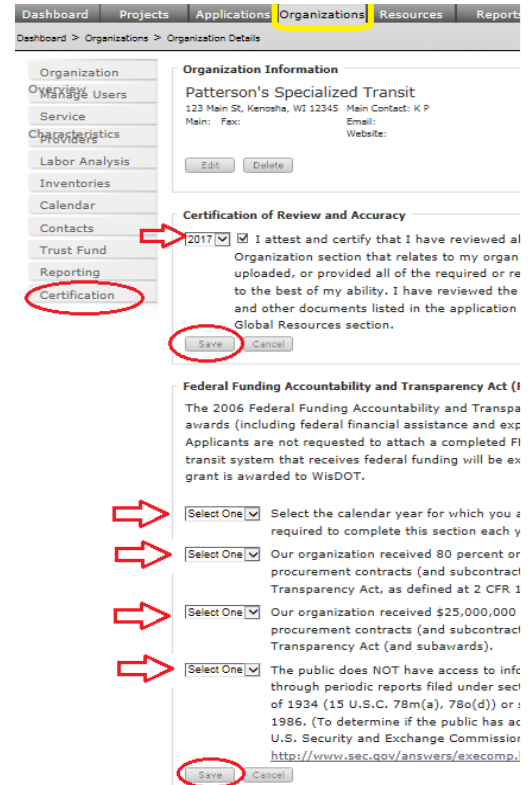 Dashboard Projects Applications Organizations Resources Reports
Dashboard > Organizations > Organization Details
Organization
Overview
Manage Users
Service
Characteristics
Providers
Labor Analysis
Inventories
Calendar
Contacts
Trust Fund
Reporting
Certification
Organization Information
Patterson's Specialized Transit
123 Main St, Kenosha, WI 12345 Main Contact: K P
Main: Fax: Email:
Website:
Edit Delete
Certification of Review and Accuracy
2017 I attest and certify that I have reviewed al
Organization section that relates to my organi
uploaded, or provided all of the required or re
to the best of my ability. I have reviewed the
and other documents listed in the application
Global Resources section.
Save Cancel
Federal Funding Accountability and Transparency Act (F
The 2006 Federal Funding Accountability and Transpa
awards (including federal financial assistance and exp
Applicants are not requested to attach a completed FF
transit system that receives federal funding will be ex
grant is awarded to WisDOT.
Select One Select the calendar year for which you a
required to complete this section each y
Select One Our organization received 80 percent or
procurement contracts (and subcontract
Transparency Act, as defined at 2 CFR 1
Select One Our organization received $25,000,000
procurement contracts (and subcontract
Transparency Act (and subawards).
Select One The public does NOT have access to info
through periodic reports filed under sect
of 1934 (15 U.S.C. 78m(a), 78o(d)) or s
1986. (To determine if the public has ac
U.S. Security and Exchange Commission
http://www.sec.gov/answers/execomp.
Save Cancel